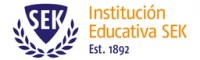 SEK
Institución
Educativa SEK
Est. 1892